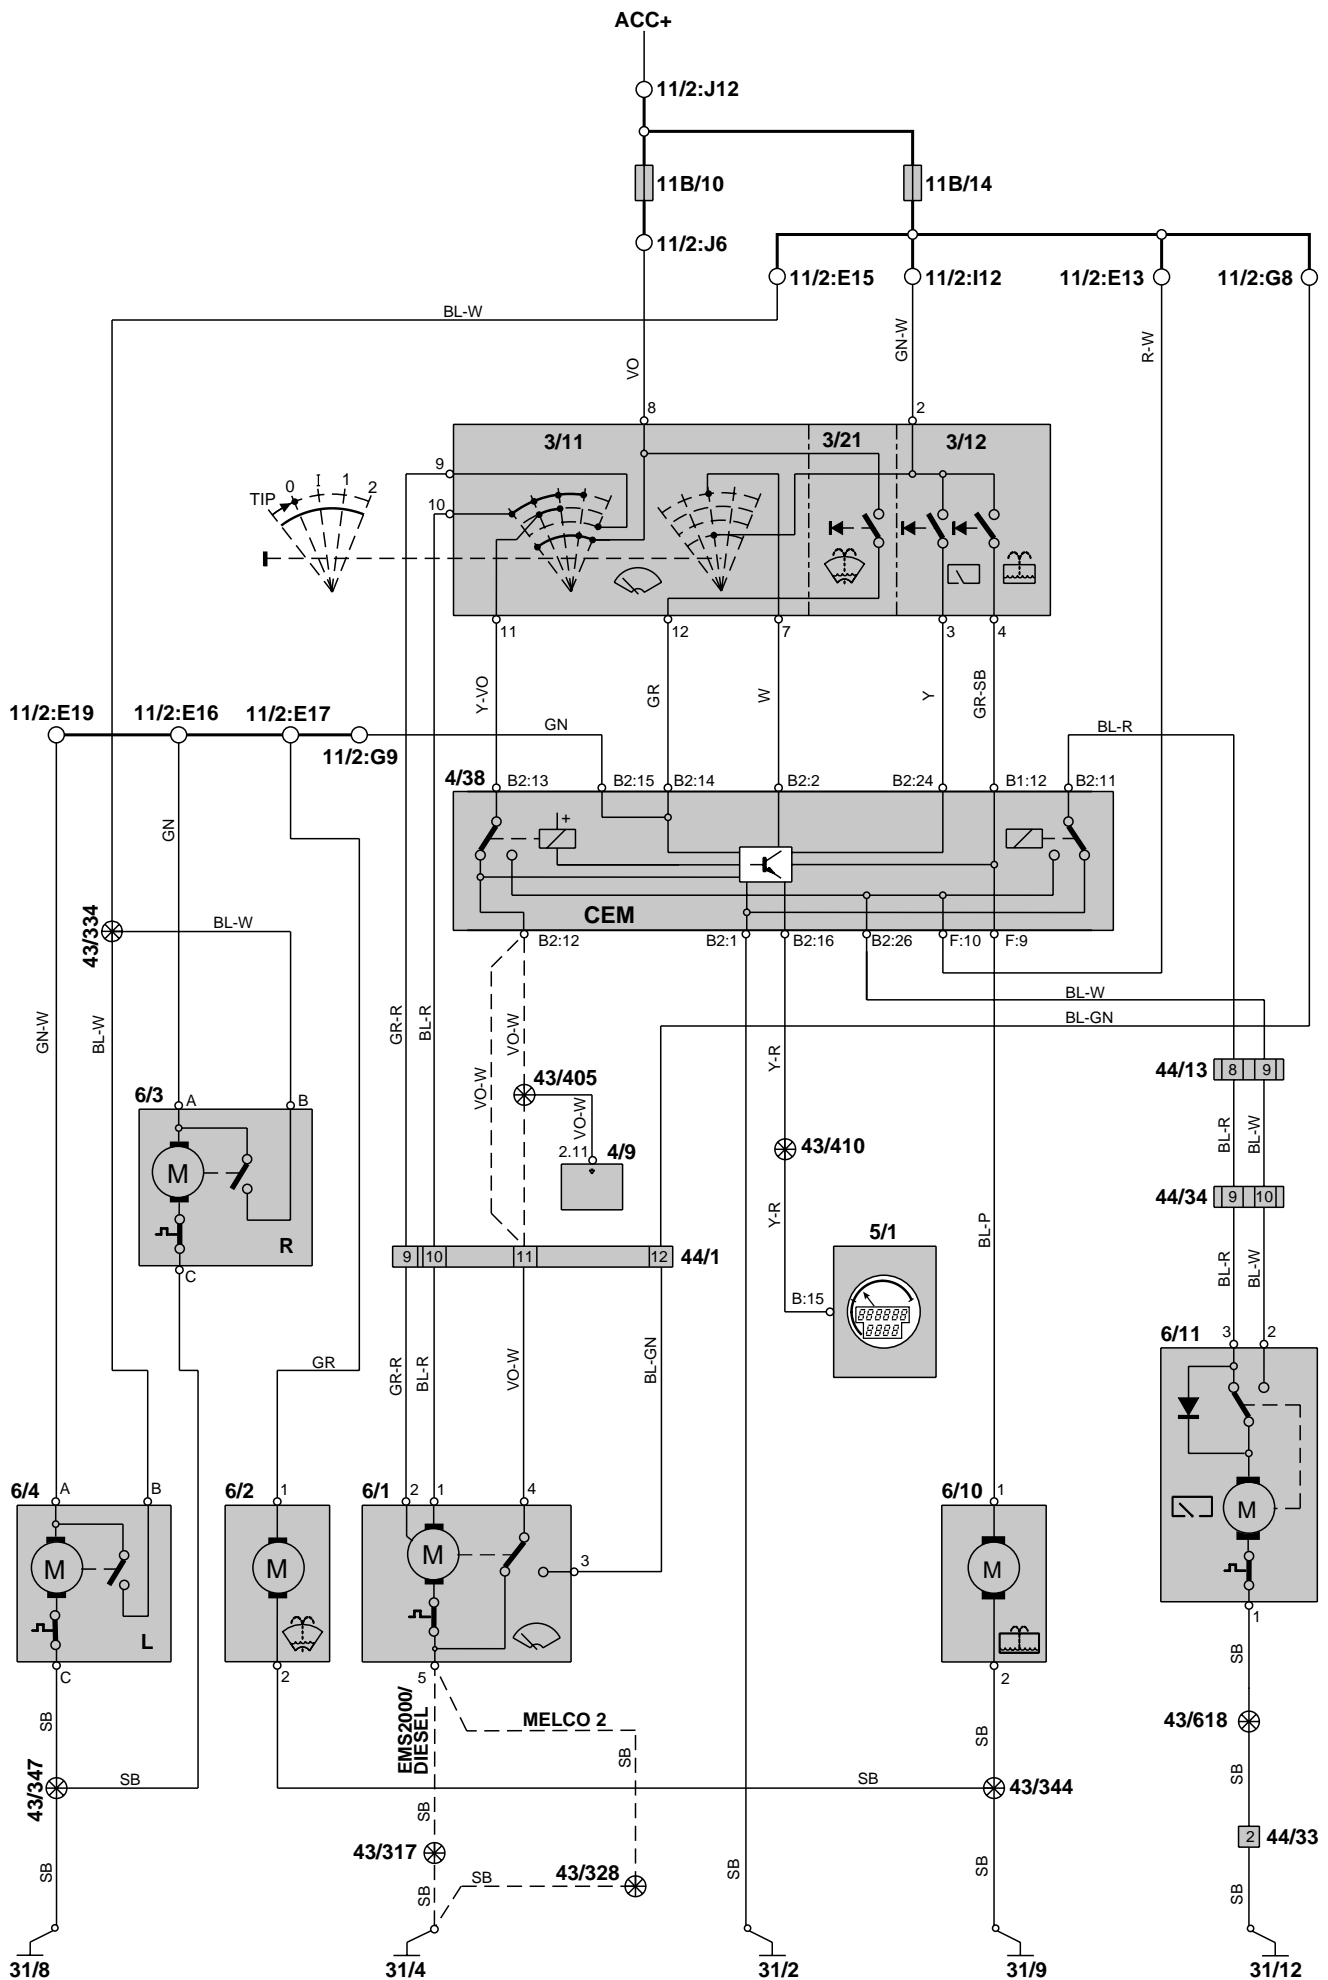 ACC+
11/2:J12
11B/10
11B/14
11/2:J6
11/2:E15
11/2:I12
11/2:E13
11/2:G8
BL-W
VO
GN-W
R-W
8
2
3/11
3/21
3/12
9
10
TIP
0
I
1
2
11
12
7
3
4
Y-VO
GR
W
Y
GR-SB
11/2:E19
11/2:E16
11/2:E17
11/2:G9
GN
BL-R
4/38
B2:13
B2:15
B2:14
B2:2
B2:24
B1:12
B2:11
+
GN
CEM
43/334
BL-W
B2:12
B2:1
B2:16
B2:26
F:10
F:9
BL-W
BL-GN
GN-W
BL-W
GR-R
BL-R
VO-W
VO-W
Y-R
44/13
8
9
43/405
VO-W
6/3
A
B
M
R
C
2.11
4/9
43/410
BL-R
BL-W
44/34
9
10
Y-R
BL-P
5/1
9
10
11
12
44/1
BL-R
BL-W
B:15
888888
8888
GR
GR-R
BL-R
VO-W
BL-GN
6/11
3
2
M
1
6/4
A
B
M
L
C
6/2
1
M
2
6/1
2
1
4
M
3
5
6/10
1
M
2
SB
EMS2000/
DIESEL
MELCO 2
SB
SB
SB
43/618
43/347
SB
SB
43/344
SB
SB
43/317
44/33
2
SB
SB
SB
43/328
SB
SB
SB
31/8
31/4
31/2
31/9
31/12